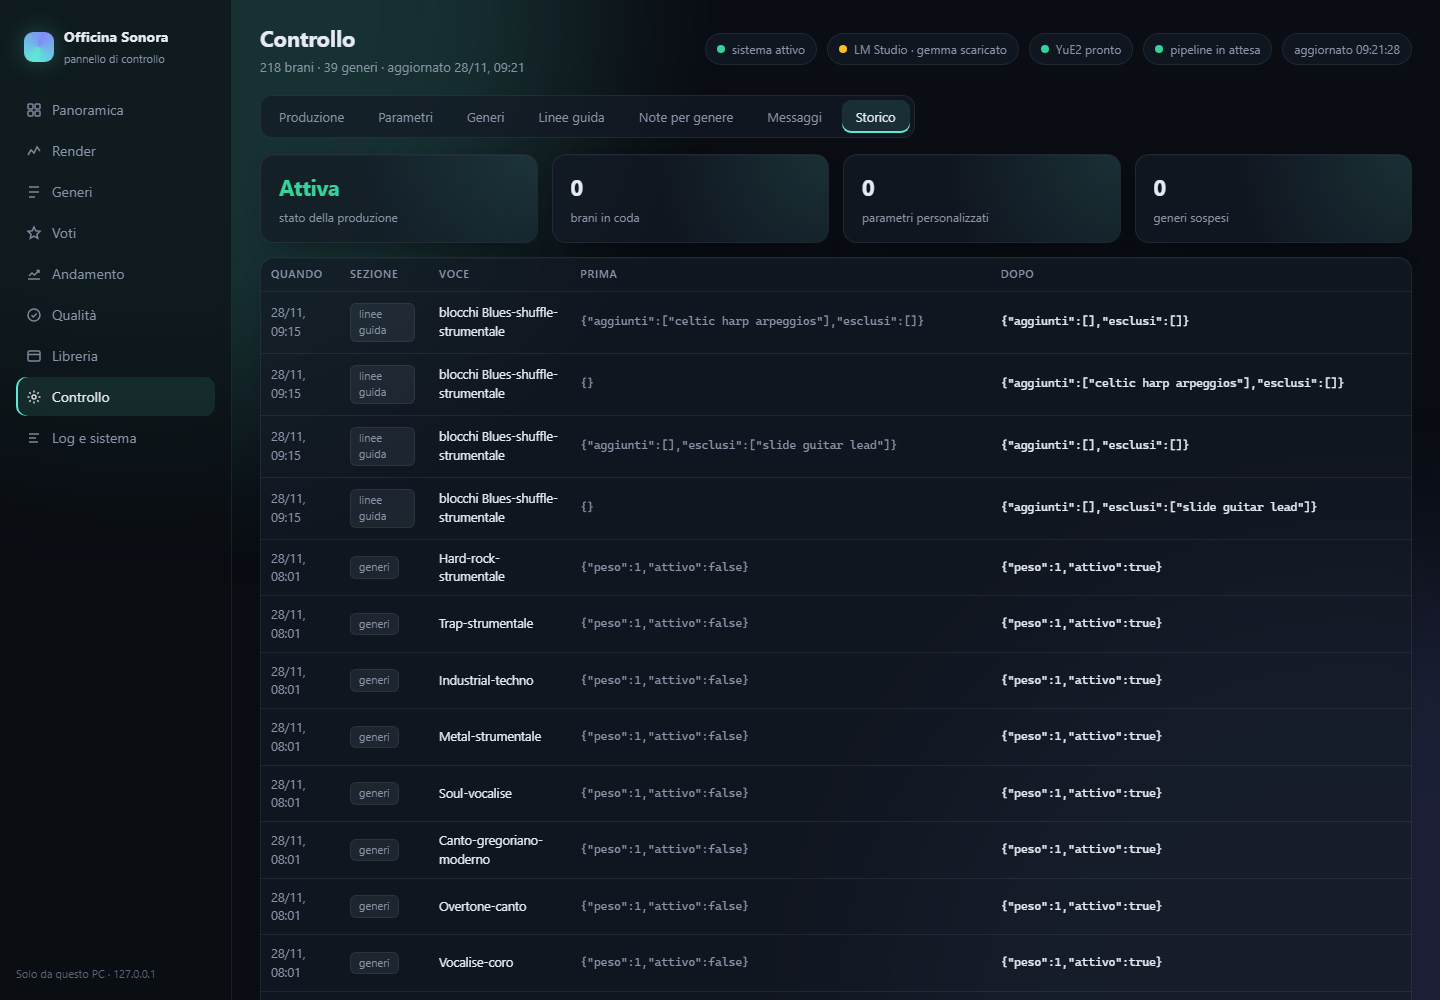 Officina Sonora
pannello di controllo
Panoramica
Render
Generi
Voti
Andamento
Qualità
Libreria
Controllo
Log e sistema
Solo da questo PC · 127.0.0.1
Controllo
218 brani · 39 generi · aggiornato 28/11, 09:21
sistema attivo
LM Studio · gemma scaricato
YuE2 pronto
pipeline in attesa
aggiornato 09:21:28
Produzione
Parametri
Generi
Linee guida
Note per genere
Messaggi
Storico
Attiva
stato della produzione
0
brani in coda
0
parametri personalizzati
0
generi sospesi
QUANDO SEZIONE VOCE PRIMA DOPO
28/11, 09:15 linee guida blocchi Blues-shuffle-strumentale {"aggiunti":["celtic harp arpeggios"],"esclusi":[]} {"aggiunti":[],"esclusi":[]}
28/11, 09:15 linee guida blocchi Blues-shuffle-strumentale {} {"aggiunti":["celtic harp arpeggios"],"esclusi":[]}
28/11, 09:15 linee guida blocchi Blues-shuffle-strumentale {"aggiunti":[],"esclusi":["slide guitar lead"]} {"aggiunti":[],"esclusi":[]}
28/11, 09:15 linee guida blocchi Blues-shuffle-strumentale {} {"aggiunti":[],"esclusi":["slide guitar lead"]}
28/11, 08:01 generi Hard-rock-strumentale {"peso":1,"attivo":false} {"peso":1,"attivo":true}
28/11, 08:01 generi Trap-strumentale {"peso":1,"attivo":false} {"peso":1,"attivo":true}
28/11, 08:01 generi Industrial-techno {"peso":1,"attivo":false} {"peso":1,"attivo":true}
28/11, 08:01 generi Metal-strumentale {"peso":1,"attivo":false} {"peso":1,"attivo":true}
28/11, 08:01 generi Soul-vocalise {"peso":1,"attivo":false} {"peso":1,"attivo":true}
28/11, 08:01 generi Canto-gregoriano-moderno {"peso":1,"attivo":false} {"peso":1,"attivo":true}
28/11, 08:01 generi Overtone-canto {"peso":1,"attivo":false} {"peso":1,"attivo":true}
28/11, 08:01 generi Vocalise-coro {"peso":1,"attivo":false} {"peso":1,"attivo":true}